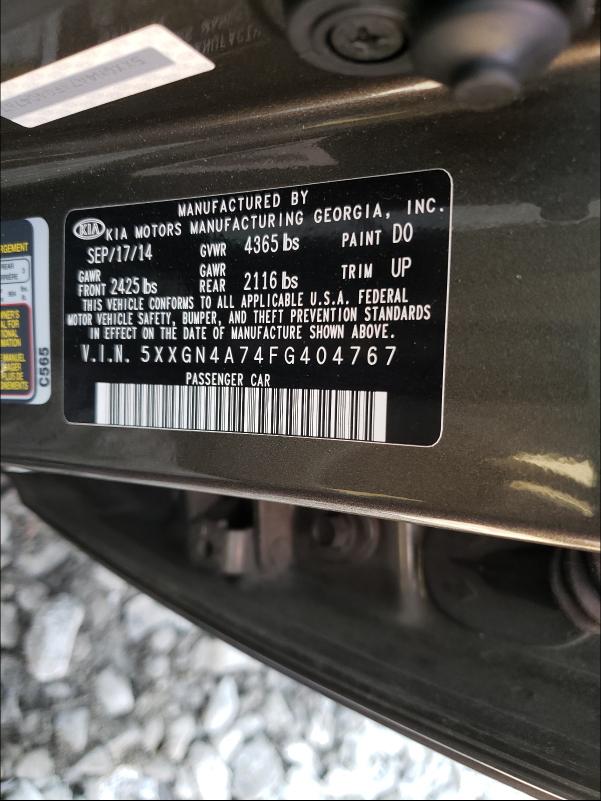 MANUFACTURED BY
KIA KIA MOTORS MANUFACTURING GEORGIA, INC.
SEP/17/14 GVWR 4365 lbs PAINT DO
GAWR FRONT 2425 lbs GAWR REAR 2116 lbs TRIM UP
THIS VEHICLE CONFORMS TO ALL APPLICABLE U.S.A. FEDERAL
MOTOR VEHICLE SAFETY, BUMPER, AND THEFT PREVENTION STANDARDS
IN EFFECT ON THE DATE OF MANUFACTURE SHOWN ABOVE.
V.I.N. 5XXGN4A74FG404767
PASSENGER CAR
C565